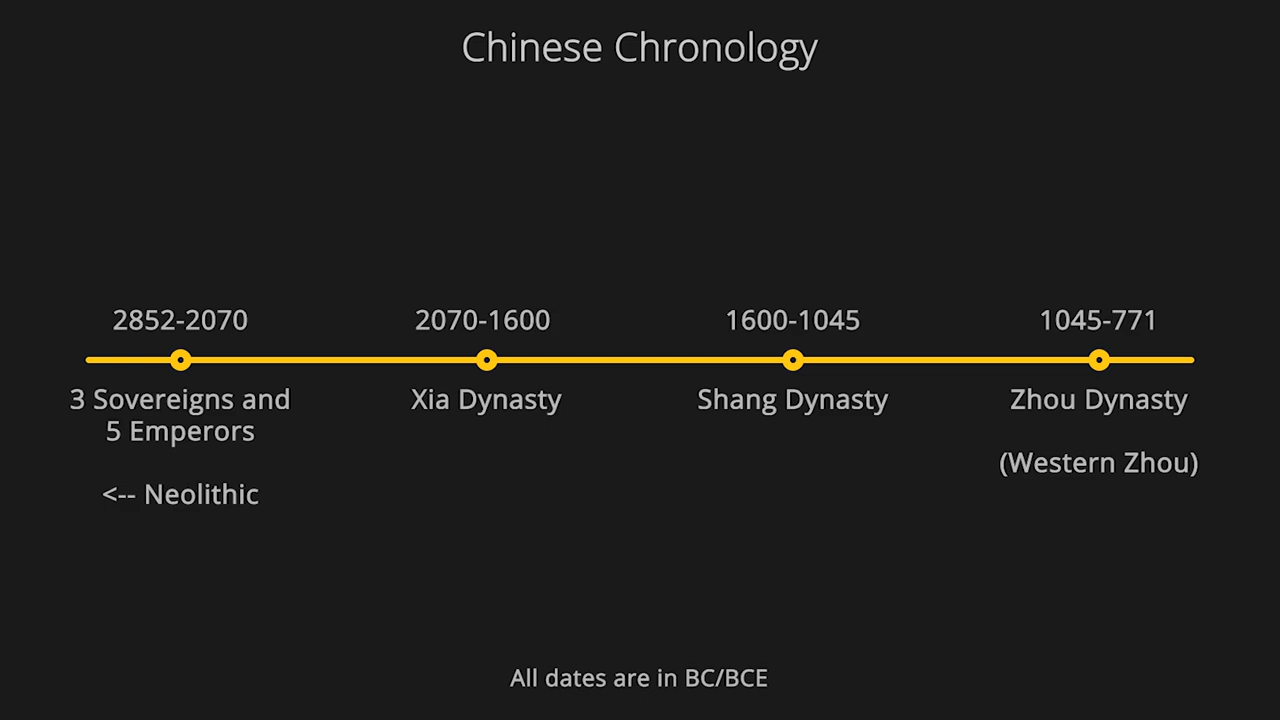 Chinese Chronology
2852-2070
2070-1600
1600-1045
1045-771
3 Sovereigns and
5 Emperors
<-- Neolithic
Xia Dynasty
Shang Dynasty
Zhou Dynasty
(Western Zhou)
All dates are in BC/BCE